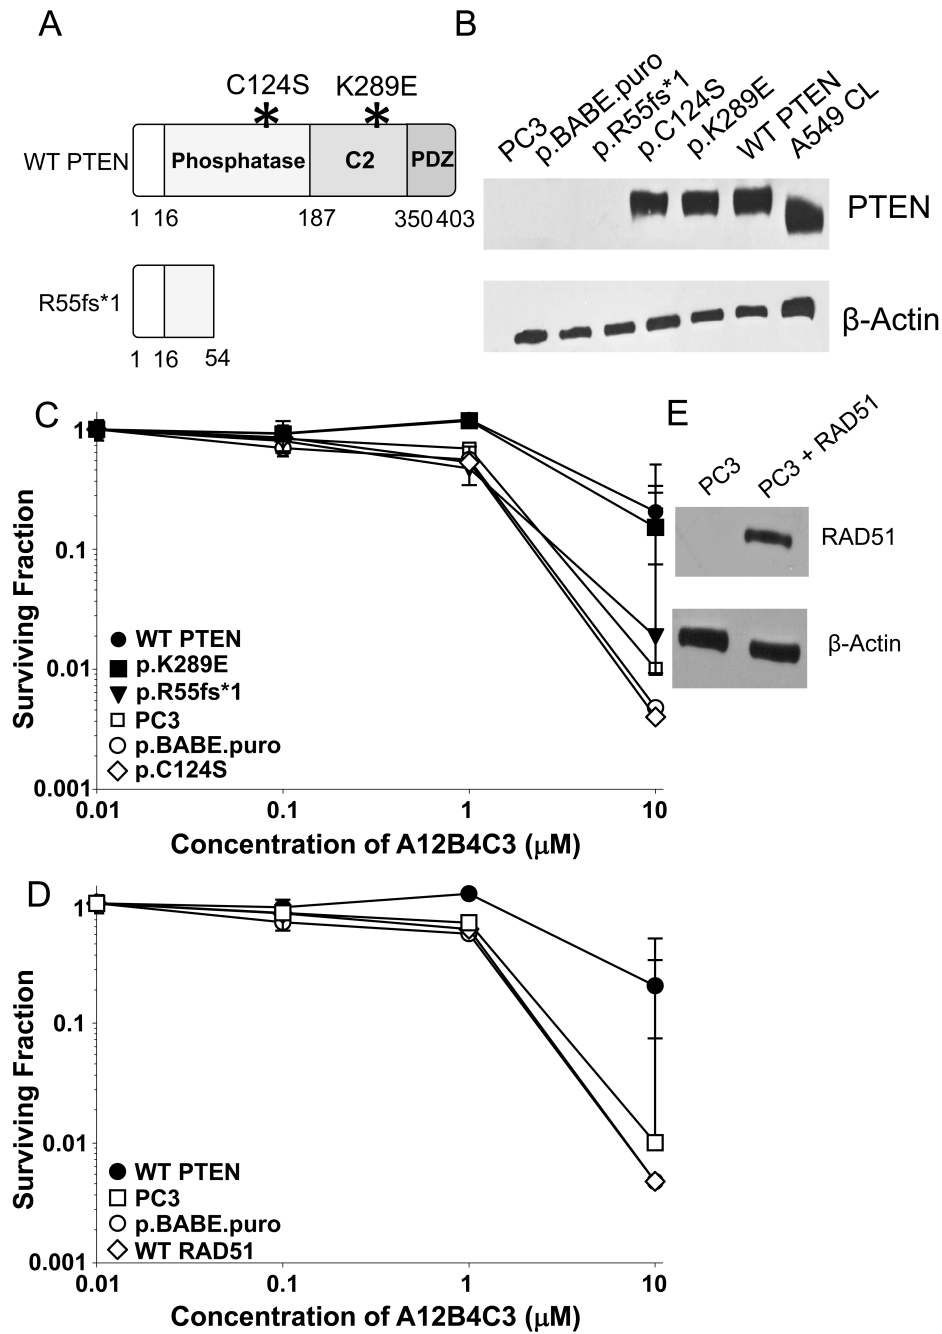 A
C124S K289E
* *
WT PTEN
Phosphatase C2 PDZ
1 16 187 350 403
R55fs*1
1 16 54
B
PC3
p.BABE.puro
p.R55fs*1
p.C124S
p.K289E
WT PTEN
A549 CL
PTEN
β-Actin
C
Surviving Fraction
1
0.1
0.01
0.001
WT PTEN
p.K289E
p.R55fs*1
PC3
p.BABE.puro
p.C124S
0.01 0.1 1 10
Concentration of A12B4C3 (μM)
E
PC3
PC3 + RAD51
RAD51
β-Actin
D
Surviving Fraction
1
0.1
0.01
0.001
WT PTEN
PC3
p.BABE.puro
WT RAD51
0.01 0.1 1 10
Concentration of A12B4C3 (μM)